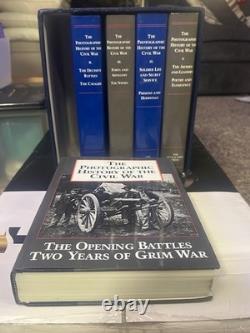 THE
PHOTOGRAPHIC
HISTORY OF THE
CIVIL WAR
THE DECISIVE
BATTLES
THE CAVALRY
THE
PHOTOGRAPHIC
HISTORY OF THE
CIVIL WAR
FORTS AND
ARTILLERY
THE NAVIES
THE
PHOTOGRAPHIC
HISTORY OF THE
CIVIL WAR
SOLDIER LIFE
AND SECRET
SERVICE
PRISONS AND
HOSPITALS
THE
PHOTOGRAPHIC
HISTORY OF THE
CIVIL WAR
THE ARMIES
AND LEADERS
POETRY AND
ELOQUENCE
THE
PHOTOGRAPHIC
HISTORY OF THE CIVIL
WAR
THE OPENING BATTLES
TWO YEARS OF GRIM WAR